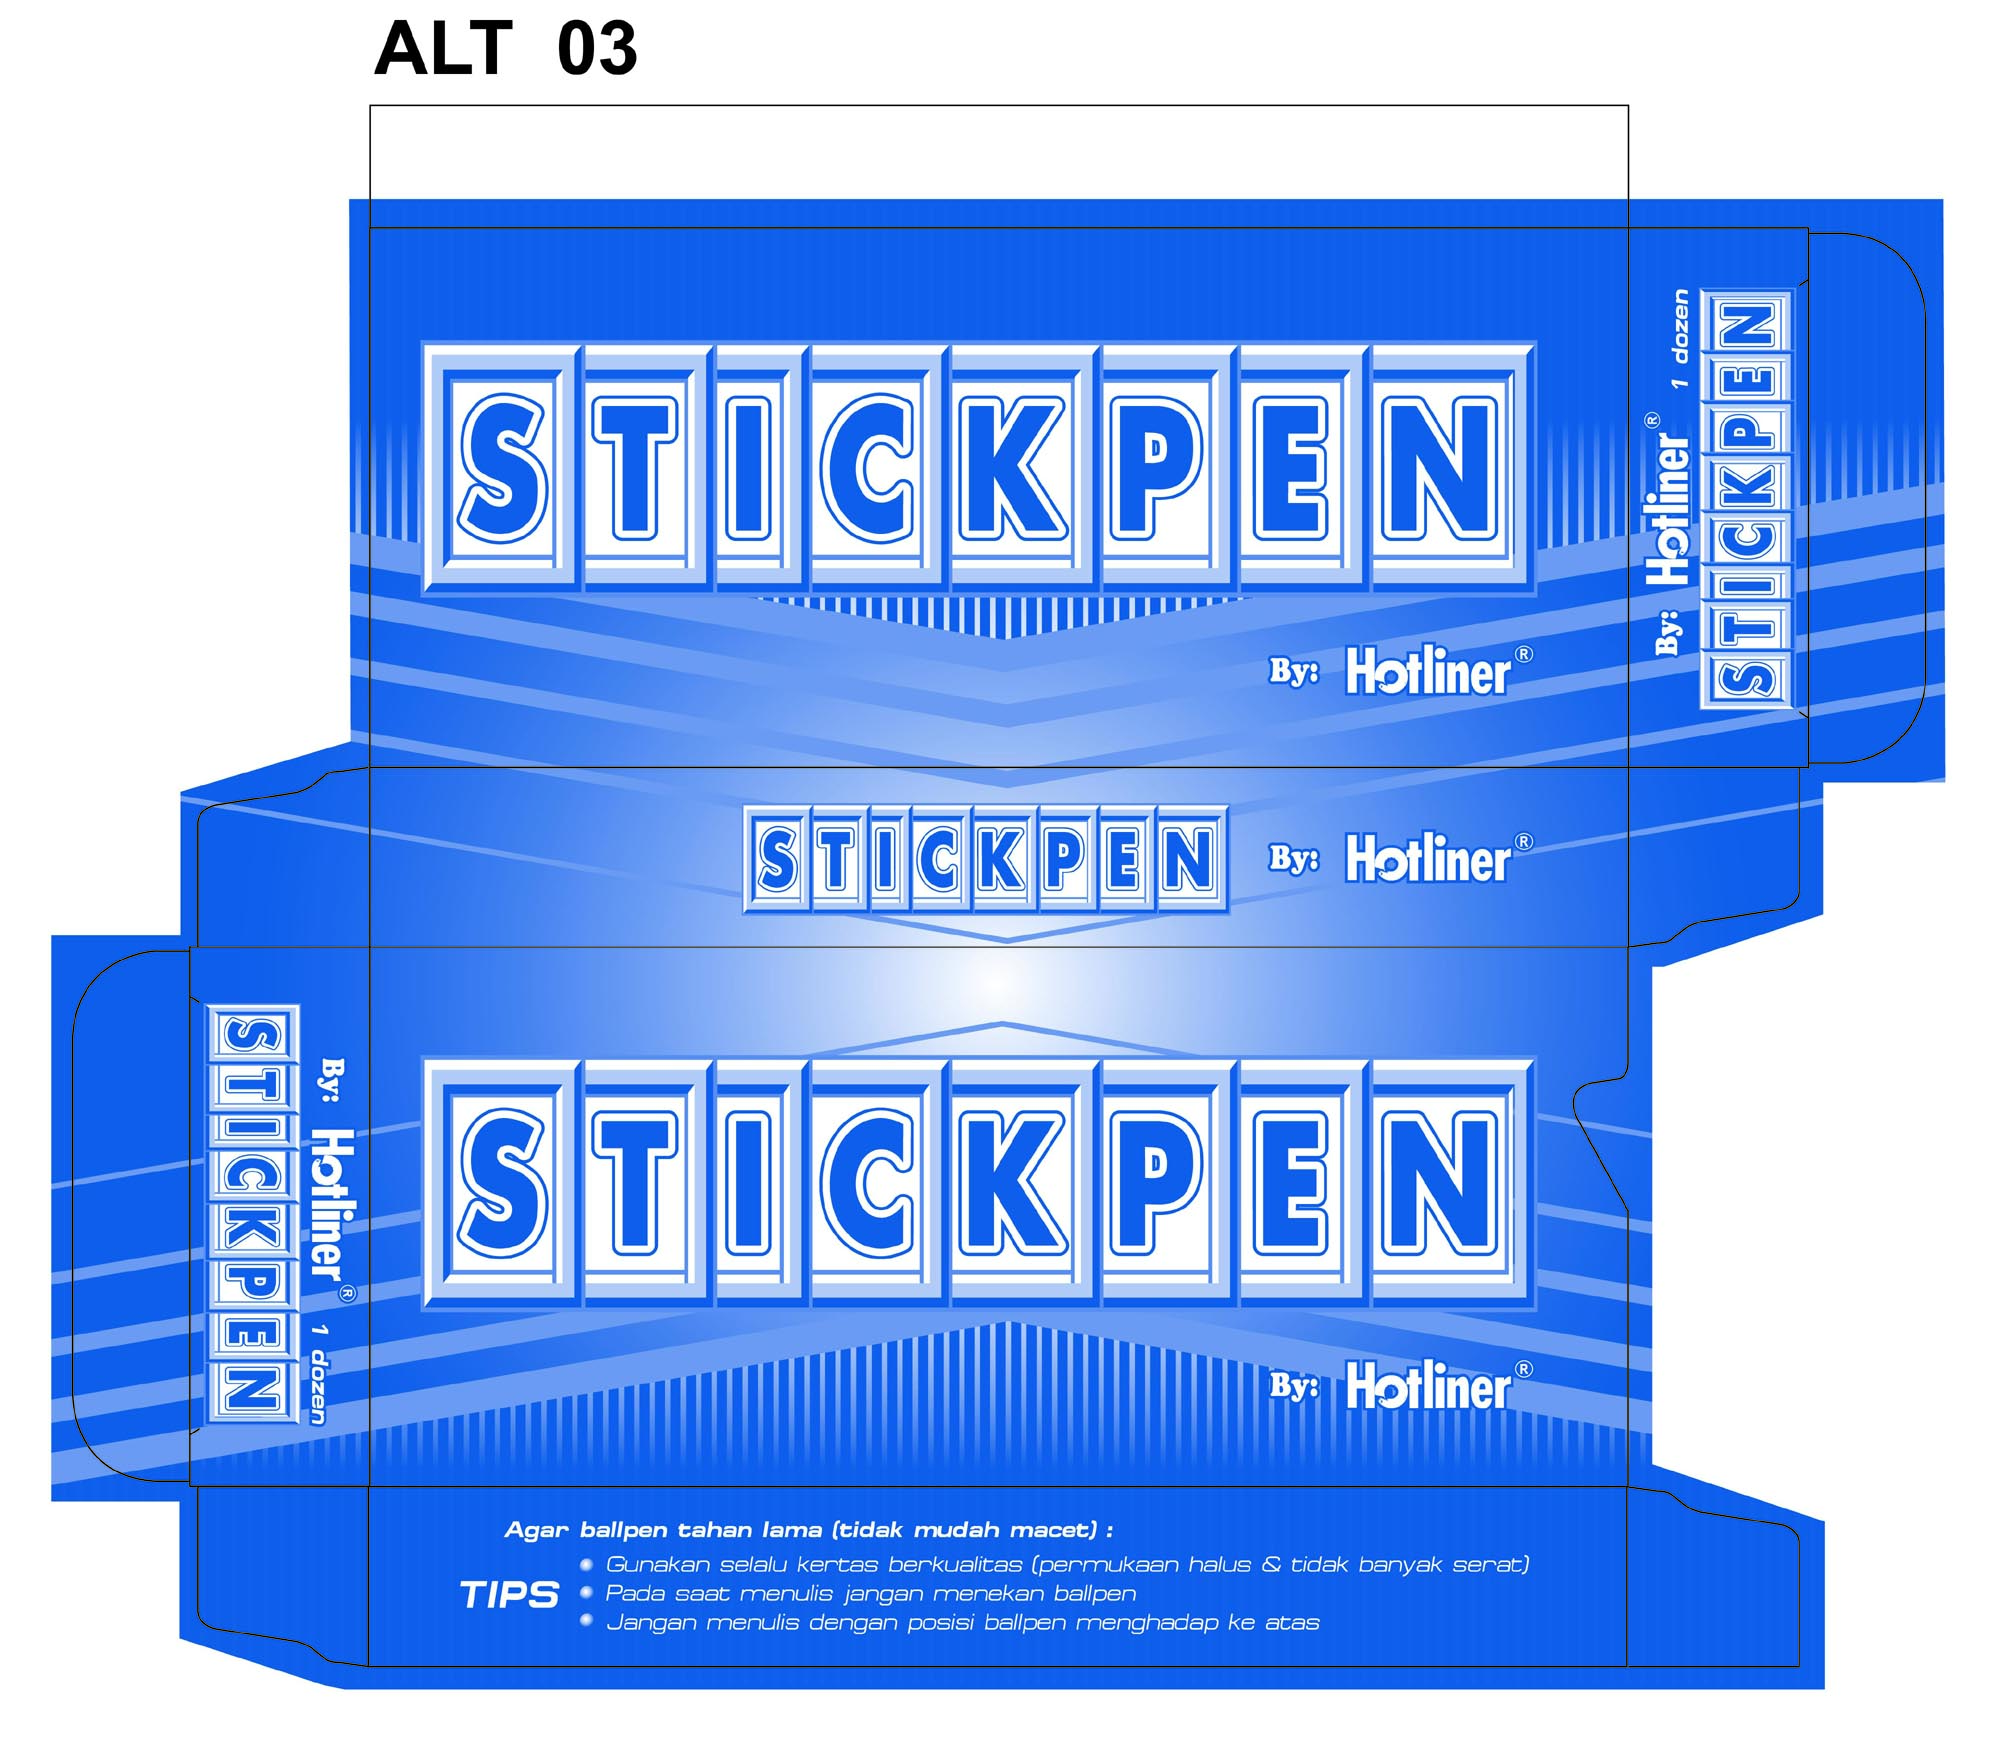 ALT 03
STICKPEN
By: Hotliner®
STICKPEN
By: Hotliner® 1 dozen
STICKPEN By: Hotliner®
STICKPEN
By: Hotliner® 1 dozen
STICKPEN
By: Hotliner®
Agar ballpen tahan lama (tidak mudah macet) :
TIPS
Gunakan selalu kertas berkualitas (permukaan halus & tidak banyak serat)
Pada saat menulis jangan menekan ballpen
Jangan menulis dengan posisi ballpen menghadap ke atas